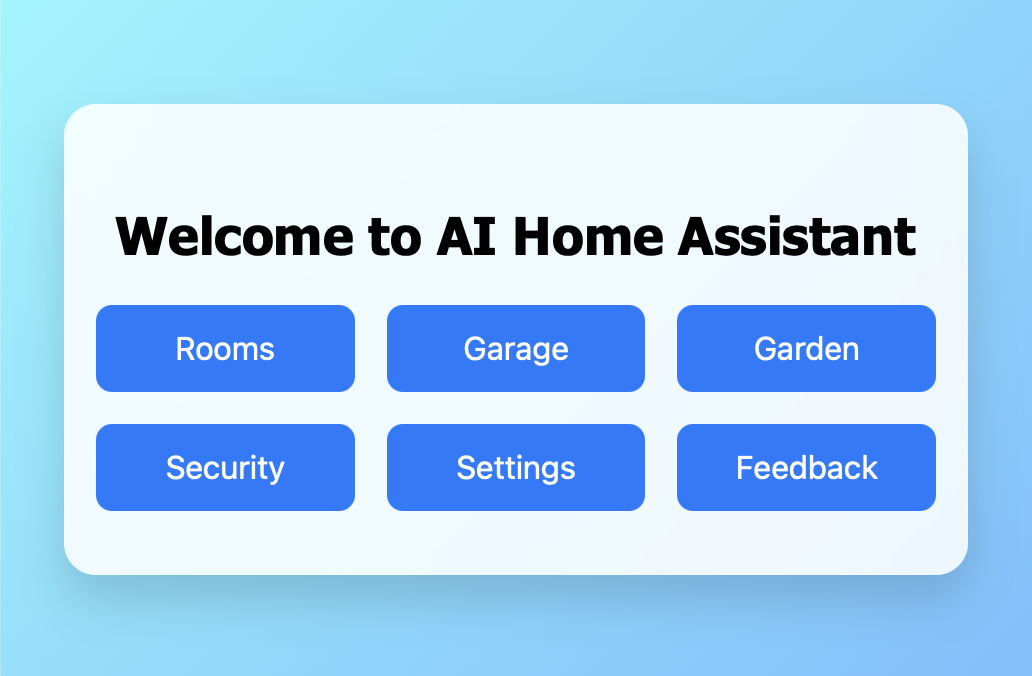 Welcome to AI Home Assistant
Rooms
Garage
Garden
Security
Settings
Feedback